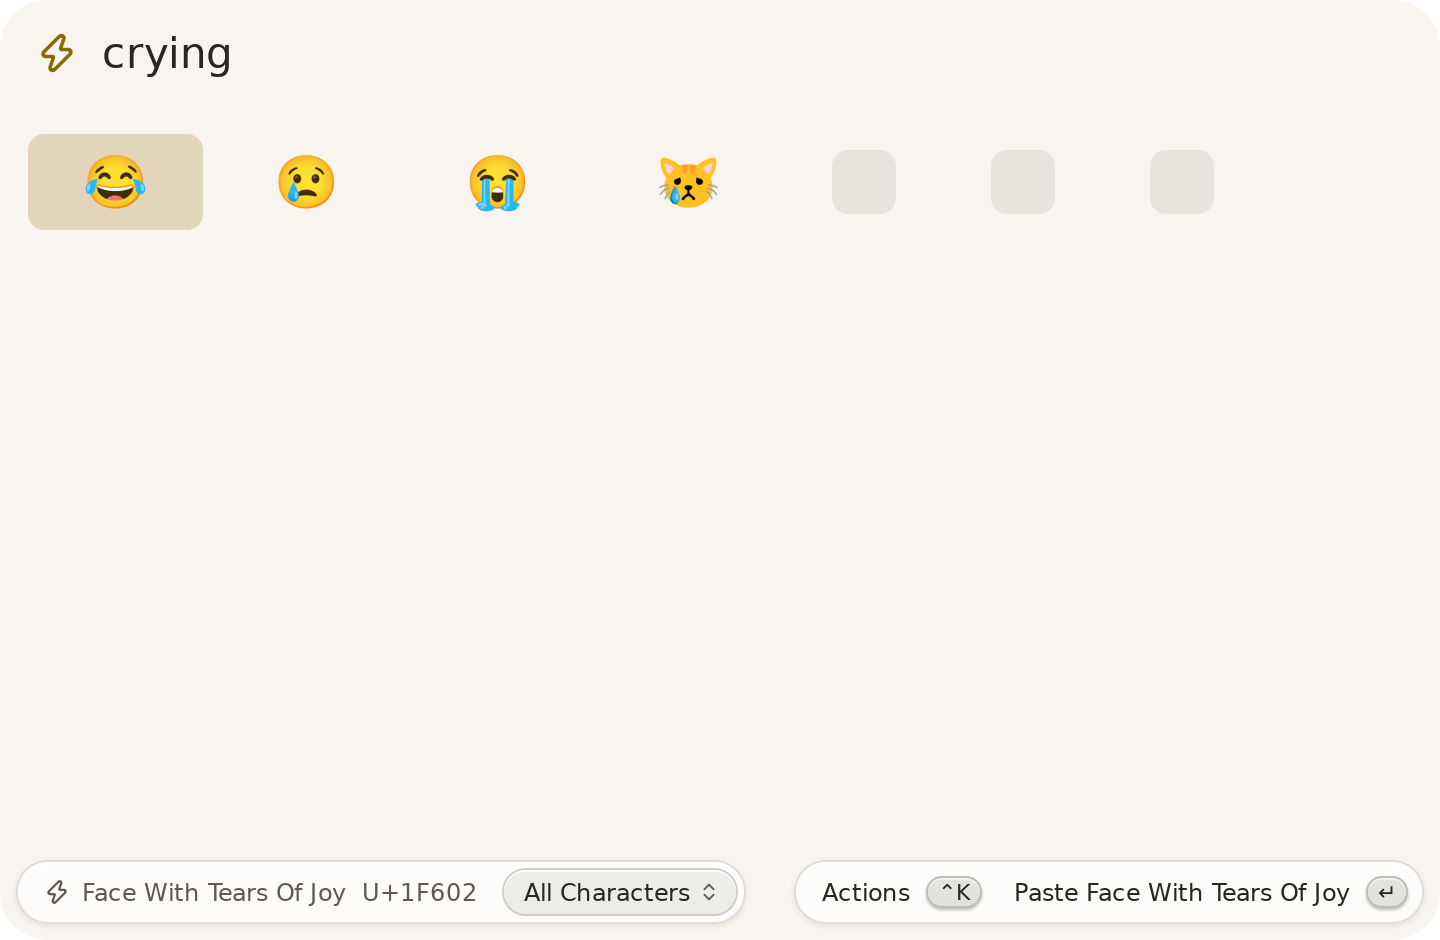 crying
Face With Tears Of Joy U+1F602 All Characters Actions ^K Paste Face With Tears Of Joy ↵